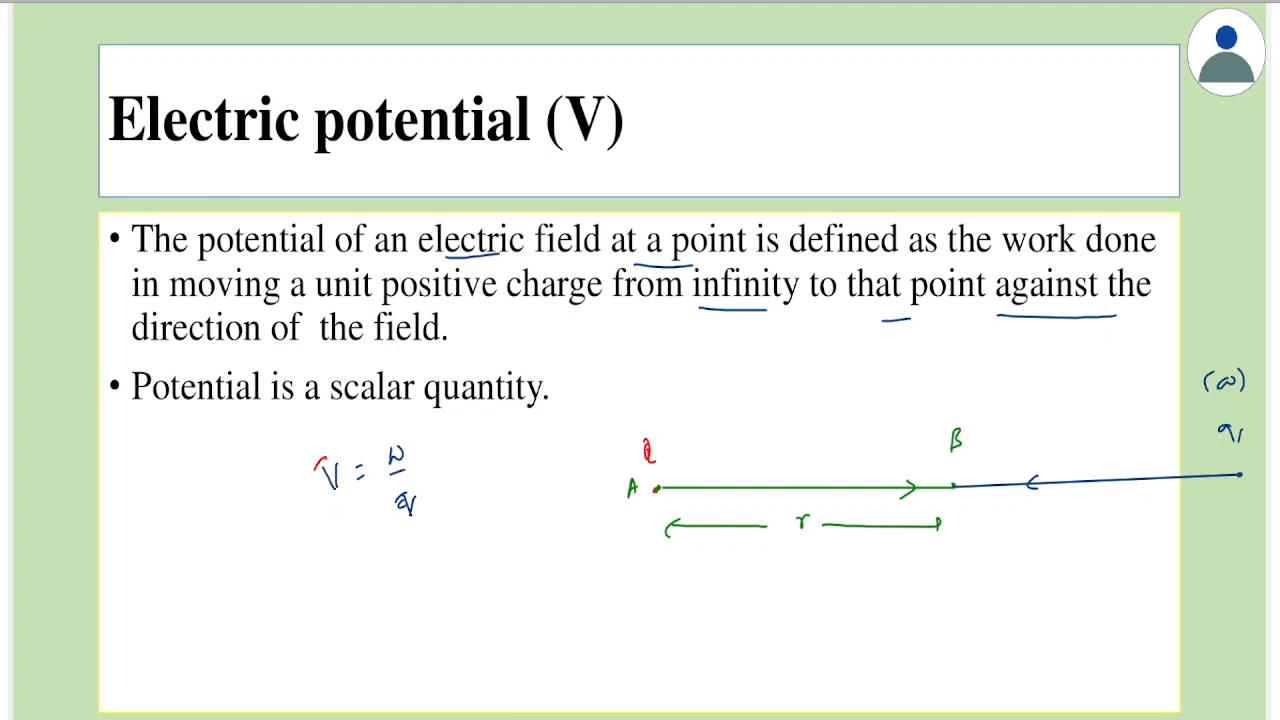 Electric potential (V)
• The potential of an electric field at a point is defined as the work done
in moving a unit positive charge from infinity to that point against the
direction of the field.
• Potential is a scalar quantity.
(∞)
q
Q
B
V = W/q
A
r